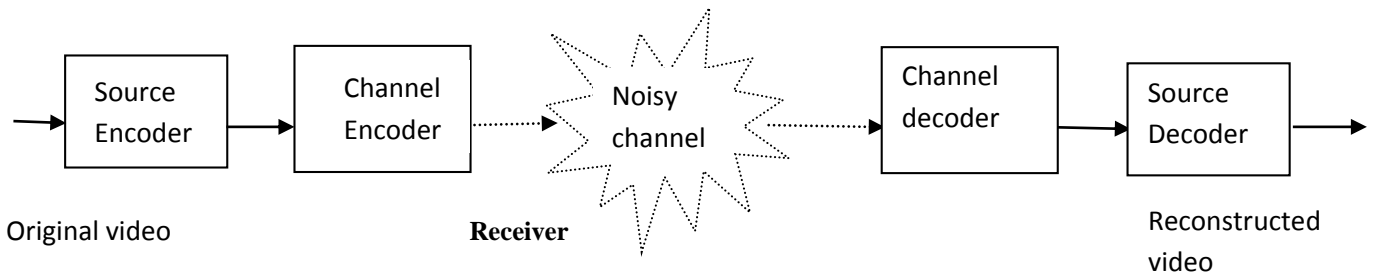 Source
Encoder
Channel
Encoder
Noisy
channel
Channel
decoder
Source
Decoder
Original video
Receiver
Reconstructed
video